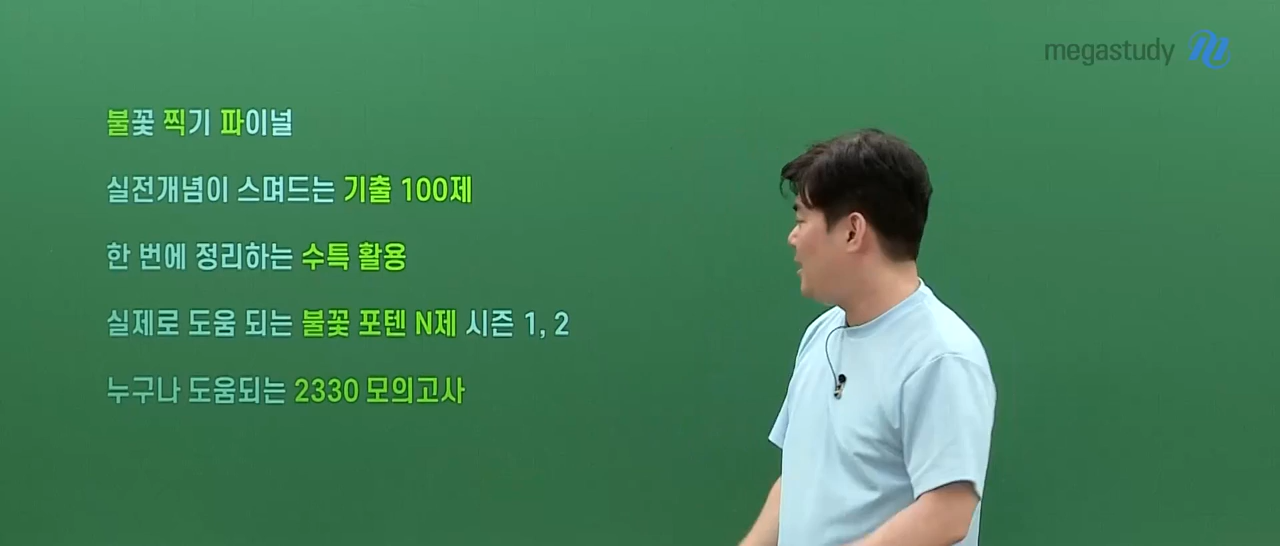 megastudy
불꽃 찍기 파이널
실전개념이 스며드는 기출 100제
한 번에 정리하는 수특 활용
실제로 도움 되는 불꽃 포텐 N제 시즌 1, 2
누구나 도움되는 2330 모의고사